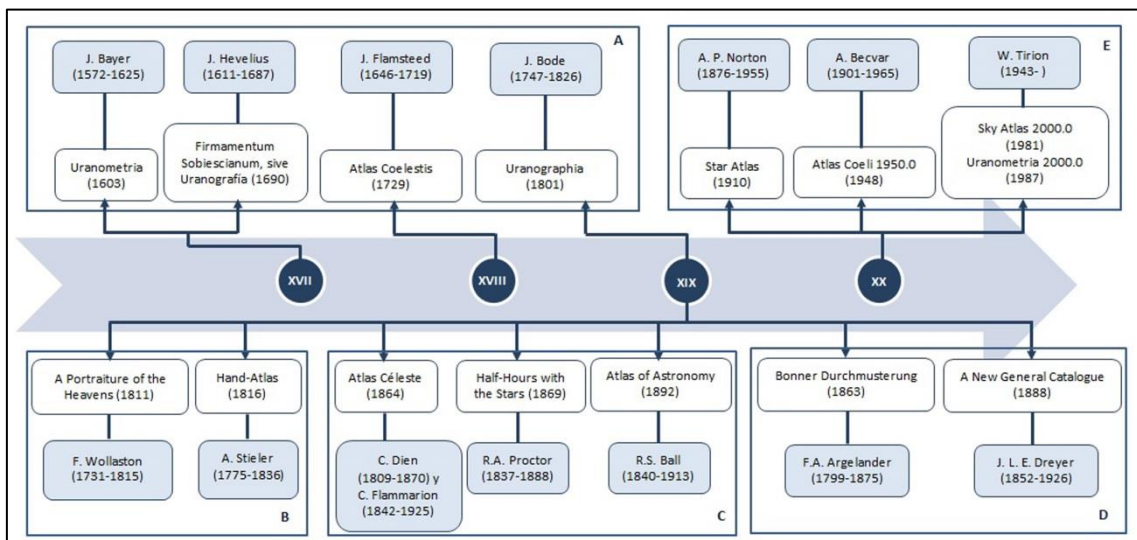 A
J. Bayer
(1572-1625)
J. Hevelius
(1611-1687)
J. Flamsteed
(1646-1719)
J. Bode
(1747-1826)
Uranometria
(1603)
Firmamentum
Sobiescianum, sive
Uranografía (1690)
Atlas Coelestis
(1729)
Uranographia
(1801)
E
A. P. Norton
(1876-1955)
A. Becvar
(1901-1965)
W. Tirion
(1943- )
Star Atlas
(1910)
Atlas Coeli 1950.0
(1948)
Sky Atlas 2000.0
(1981)
Uranometria 2000.0
(1987)
XVII
XVIII
XIX
XX
A Portraiture of the
Heavens (1811)
Hand-Atlas
(1816)
F. Wollaston
(1731-1815)
A. Stieler
(1775-1836)
B
Atlas Céleste
(1864)
Half-Hours with
the Stars (1869)
Atlas of Astronomy
(1892)
C. Dien
(1809-1870) y
C. Flammarion
(1842-1925)
R.A. Proctor
(1837-1888)
R.S. Ball
(1840-1913)
C
Bonner Durchmusterung
(1863)
A New General Catalogue
(1888)
F.A. Argelander
(1799-1875)
J. L. E. Dreyer
(1852-1926)
D